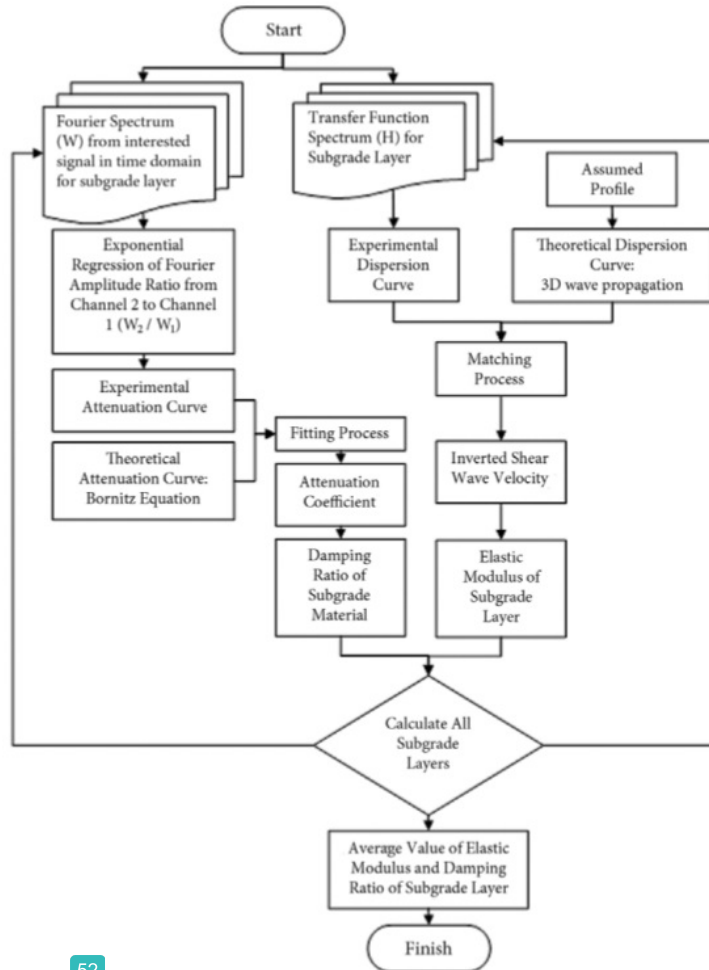 Start
Fourier Spectrum
(W) from interested
signal in time domain
for subgrade layer
Transfer Function
Spectrum (H) for
Subgrade Layer
Assumed
Profile
Exponential
Regression of Fourier
Amplitude Ratio from
Channel 2 to Channel
1 (W₂ / W₁)
Experimental
Dispersion
Curve
Theoretical Dispersion
Curve:
3D wave propagation
Matching
Process
Experimental
Attenuation Curve
Theoretical
Attenuation Curve:
Bornitz Equation
Fitting Process
Attenuation
Coefficient
Damping
Ratio of
Subgrade
Material
Inverted Shear
Wave Velocity
Elastic
Modulus of
Subgrade
Layer
Calculate All
Subgrade
Layers
Average Value of Elastic
Modulus and Damping
Ratio of Subgrade Layer
Finish
52